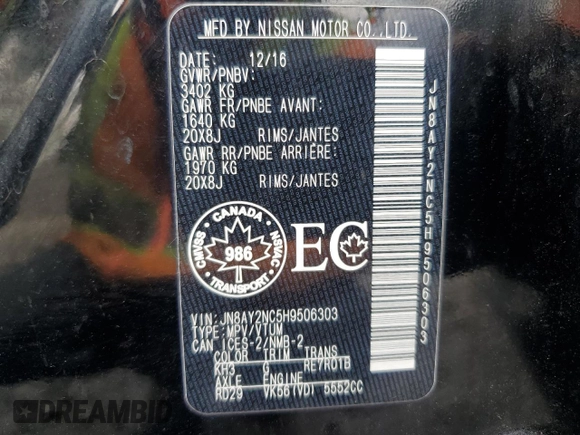 MFD BY NISSAN MOTOR CO.,LTD.
DATE: 12/16
GVWR/PNBV:
3402 KG
GAWR FR/PNBE AVANT:
1640 KG
20X8J RIMS/JANTES
GAWR RR/PNBE ARRIÈRE:
1970 KG
20X8J RIMS/JANTES
CANADA
CMVSS 986 NSVAC
TRANSPORT
EC
VIN: JN8AY2NC5H9506303
TYPE: MPV/VTUM
CAN ICES-2/NMB-2
COLOR TRIM TRANS
KH3 G RE7R01B
AXLE ENGINE
RD29 VK56(VD) 5552CC
JN8AY2NC5H9506303
DREAMBID